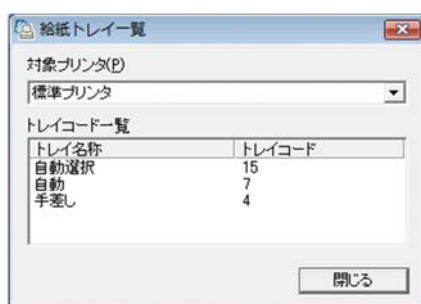 給紙トレイ一覧
対象プリンタ(P)
標準プリンタ
トレイコード一覧
トレイ名称 トレイコード
自動選択 15
自動 7
手差し 4
閉じる